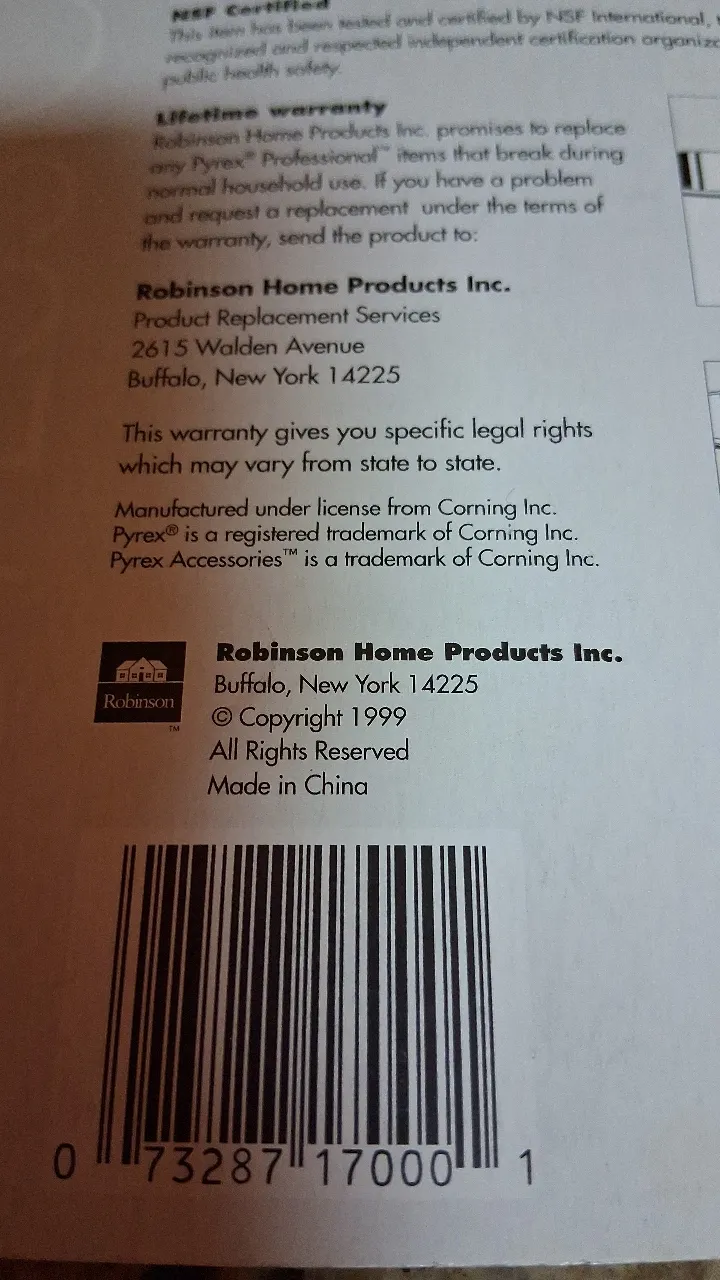 NSF Certified
This item has been tested and certified by NSF International,
recognized and respected independent certification
public health safety.
Lifetime warranty
Robinson Home Products Inc. promises to replace
any Pyrex® Professional™ items that break during
normal household use. If you have a problem
and request a replacement under the terms of
the warranty, send the product to:
Robinson Home Products Inc.
Product Replacement Services
2615 Walden Avenue
Buffalo, New York 14225
This warranty gives you specific legal rights
which may vary from state to state.
Manufactured under license from Corning Inc.
Pyrex® is a registered trademark of Corning Inc.
Pyrex Accessories™ is a trademark of Corning Inc.
Robinson™
Robinson Home Products Inc.
Buffalo, New York 14225
© Copyright 1999
All Rights Reserved
Made in China
0 73287 17000 1